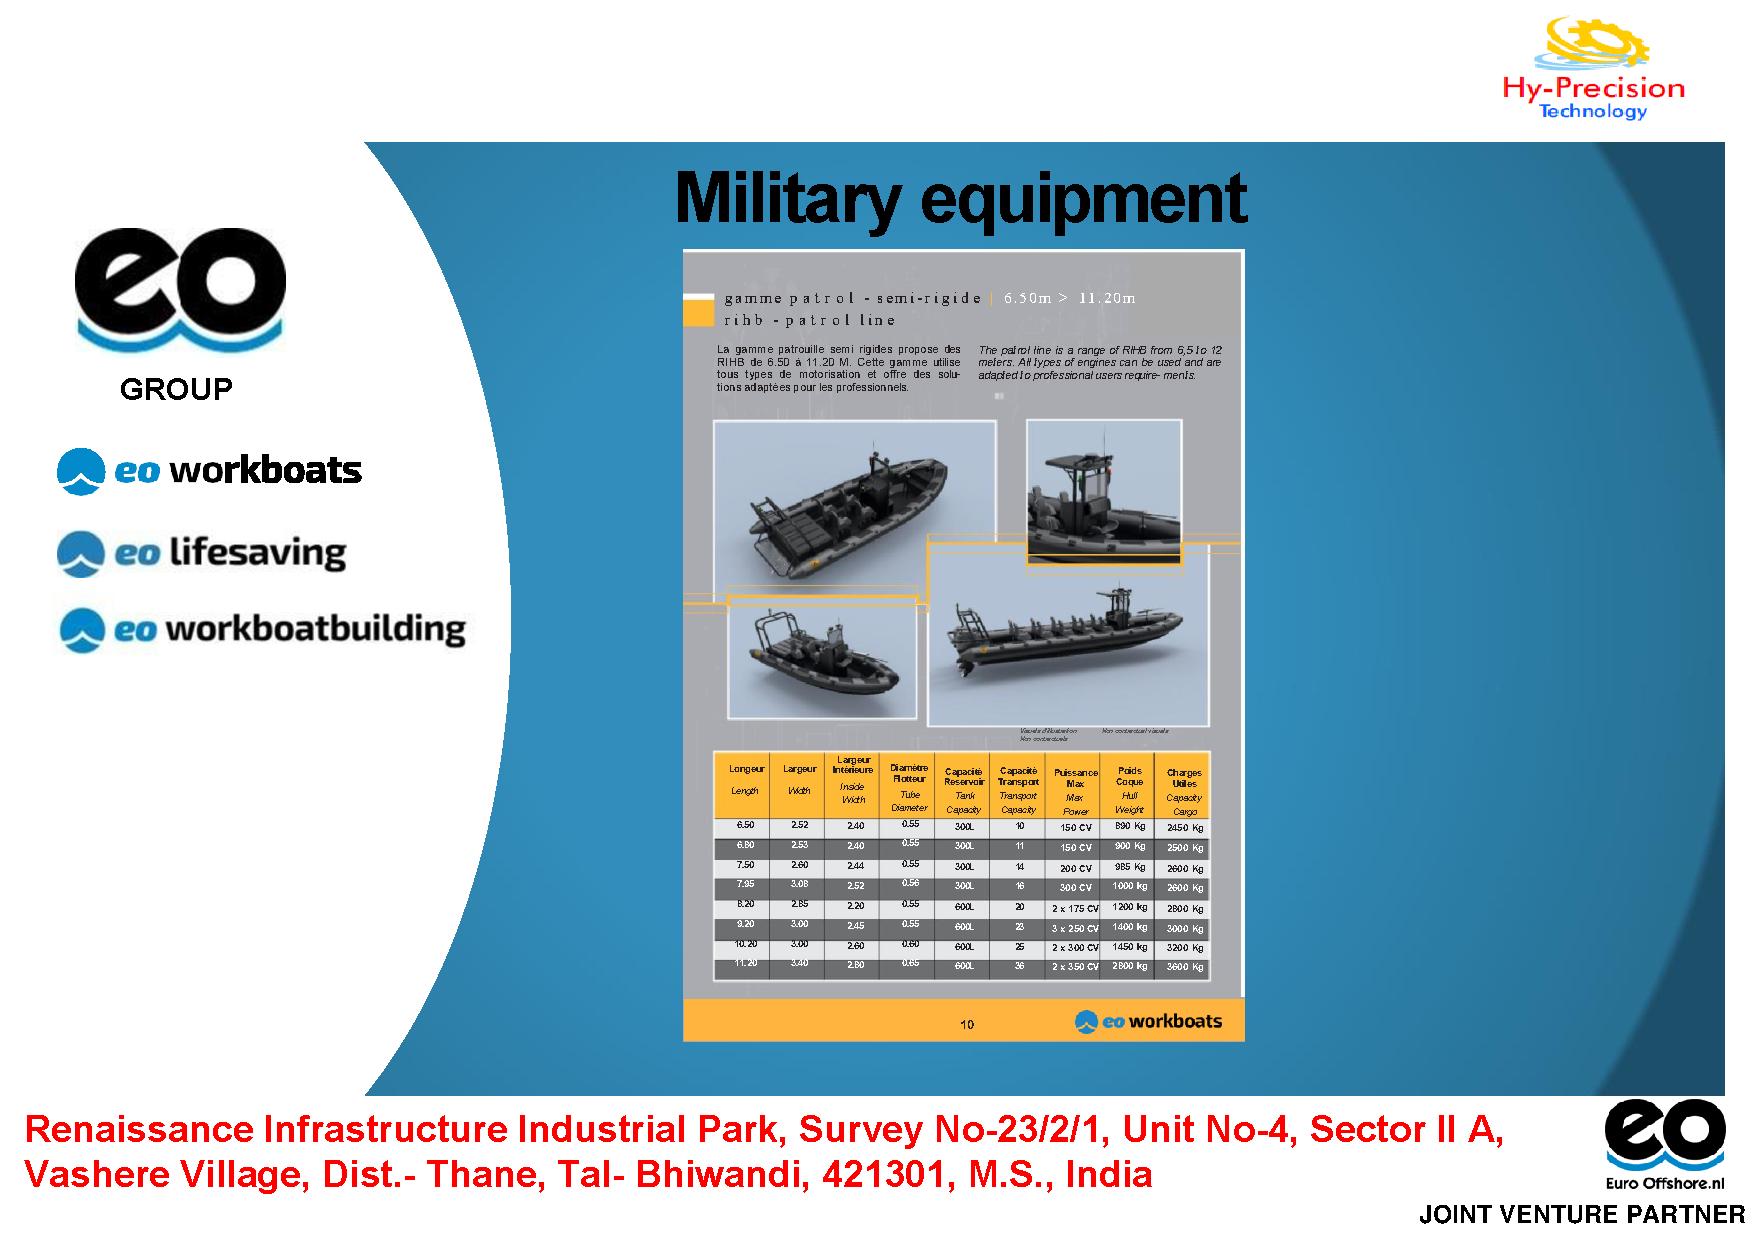 Hy-Precision
Technology
Military equipment
eo
GROUP
eo workboats
eo lifesaving
eo workboatbuilding
gamme patrol - semi-rigide | 6.50m > 11.20m
rihb - patrol line
La gamme patrouille semi rigides propose des
RIHB de 6.50 à 11.20 M. Cette gamme utilise
tous types de motorisation et offre des solu-
tions adaptées pour les professionnels.
The patrol line is a range of RIHB from 6,5 to 12
meters. All types of engines can be used and are
adapted to professional users require- ments.
Visuels d'illustration
Non contractuels
Non contractual visuals
Longeur Largeur Largeur Intérieure Diamètre Flotteur Capacité Reservoir Capacité Transport Puissance Max Poids Coque Charges Utiles
Length Width Inside Width Tube Diameter Tank Capacity Transport Capacity Max Power Hull Weight Capacity Cargo
6.50 2.52 2.40 0.55 300L 10 150 CV 890 Kg 2450 Kg
6.80 2.53 2.40 0.55 300L 11 150 CV 900 Kg 2500 Kg
7.50 2.60 2.44 0.55 300L 14 200 CV 985 Kg 2600 Kg
7.95 3.08 2.52 0.56 300L 16 300 CV 1000 kg 2600 Kg
8.20 2.85 2.20 0.55 600L 20 2 x 175 CV 1200 kg 2800 Kg
9.20 3.00 2.45 0.55 600L 23 3 x 250 CV 1400 kg 3000 Kg
10.20 3.00 2.60 0.60 600L 25 2 x 300 CV 1450 kg 3200 Kg
11.20 3.40 2.80 0.65 600L 36 2 x 350 CV 2800 kg 3600 Kg
10
eo workboats
Renaissance Infrastructure Industrial Park, Survey No-23/2/1, Unit No-4, Sector II A,
Vashere Village, Dist.- Thane, Tal- Bhiwandi, 421301, M.S., India
eo
Euro Offshore.nl
JOINT VENTURE PARTNER